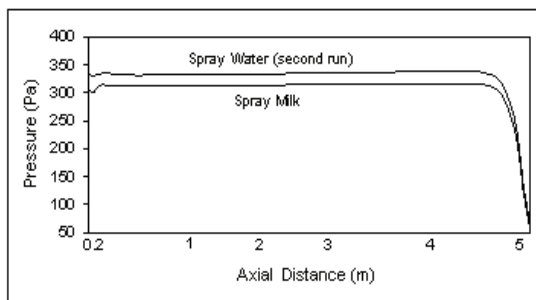 400
350
300
250
200
150
100
50
Pressure (Pa)
Spray Water (second run)
Spray Milk
0.2 1 2 3 4 5
Axial Distance (m)